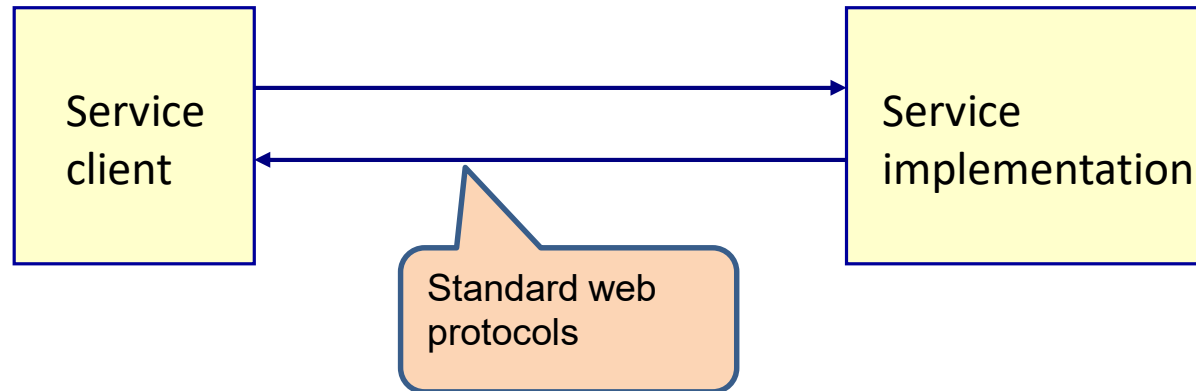 Service
client
Service
implementation
Standard web
protocols